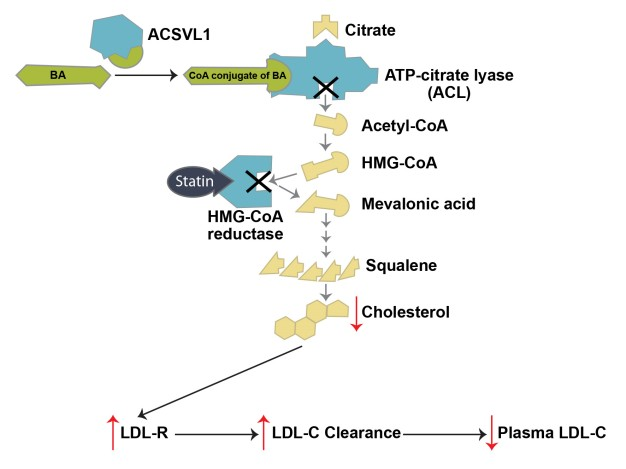 ACSVL1
Citrate
BA
CoA conjugate of BA
ATP-citrate lyase
(ACL)
Acetyl-CoA
HMG-CoA
Statin
Mevalonic acid
HMG-CoA
reductase
Squalene
Cholesterol
LDL-R
LDL-C Clearance
Plasma LDL-C